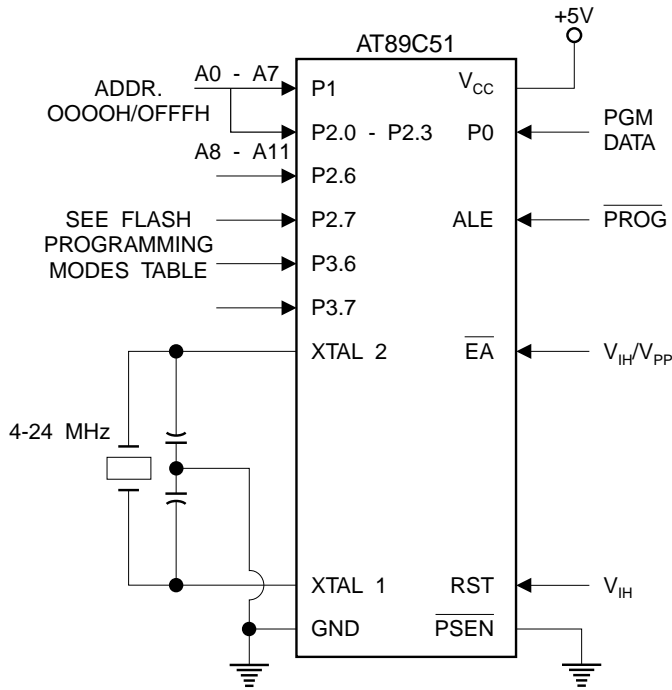 +5V
AT89C51
A0 - A7
ADDR.
OOOOH/OFFFH
P1
VCC
P2.0 - P2.3
P0
PGM
DATA
A8 - A11
P2.6
SEE FLASH
PROGRAMMING
MODES TABLE
P2.7
ALE
PROG
P3.6
P3.7
XTAL 2
EA
VIH/VPP
4-24 MHz
XTAL 1
RST
VIH
GND
PSEN